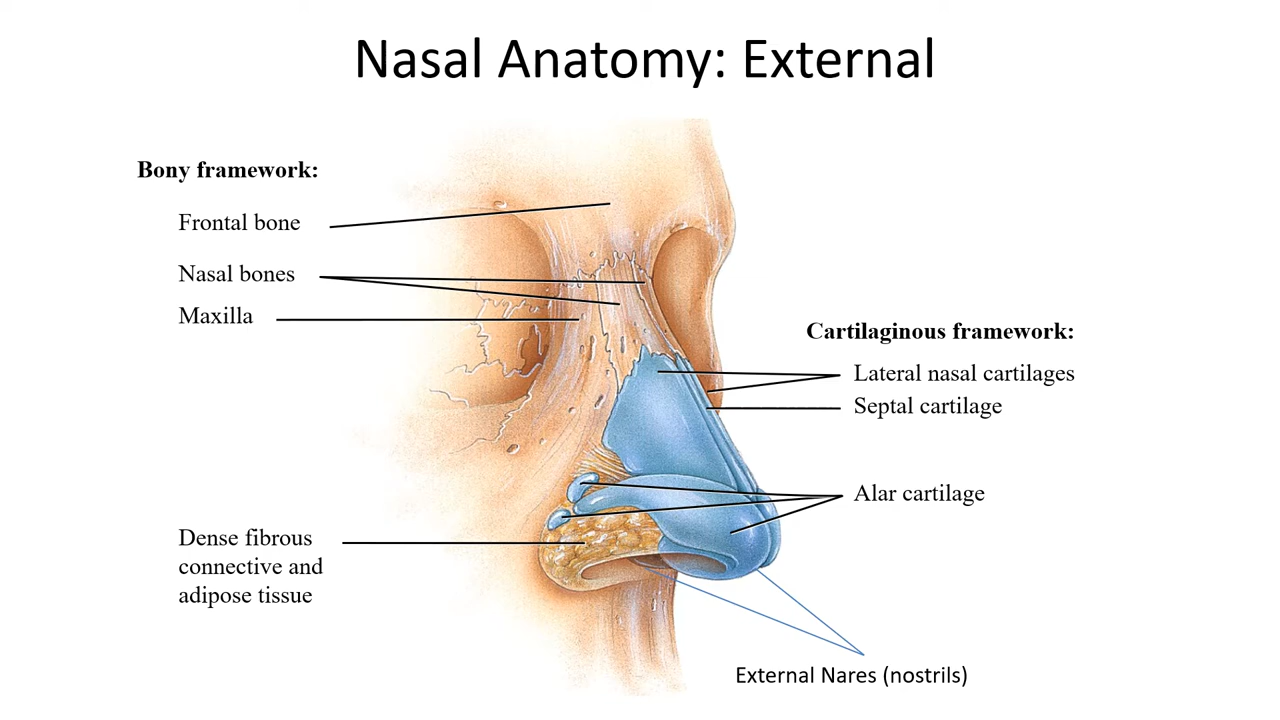 Nasal Anatomy: External
Bony framework:
Frontal bone
Nasal bones
Maxilla
Cartilaginous framework:
Lateral nasal cartilages
Septal cartilage
Alar cartilage
Dense fibrous
connective and
adipose tissue
External Nares (nostrils)